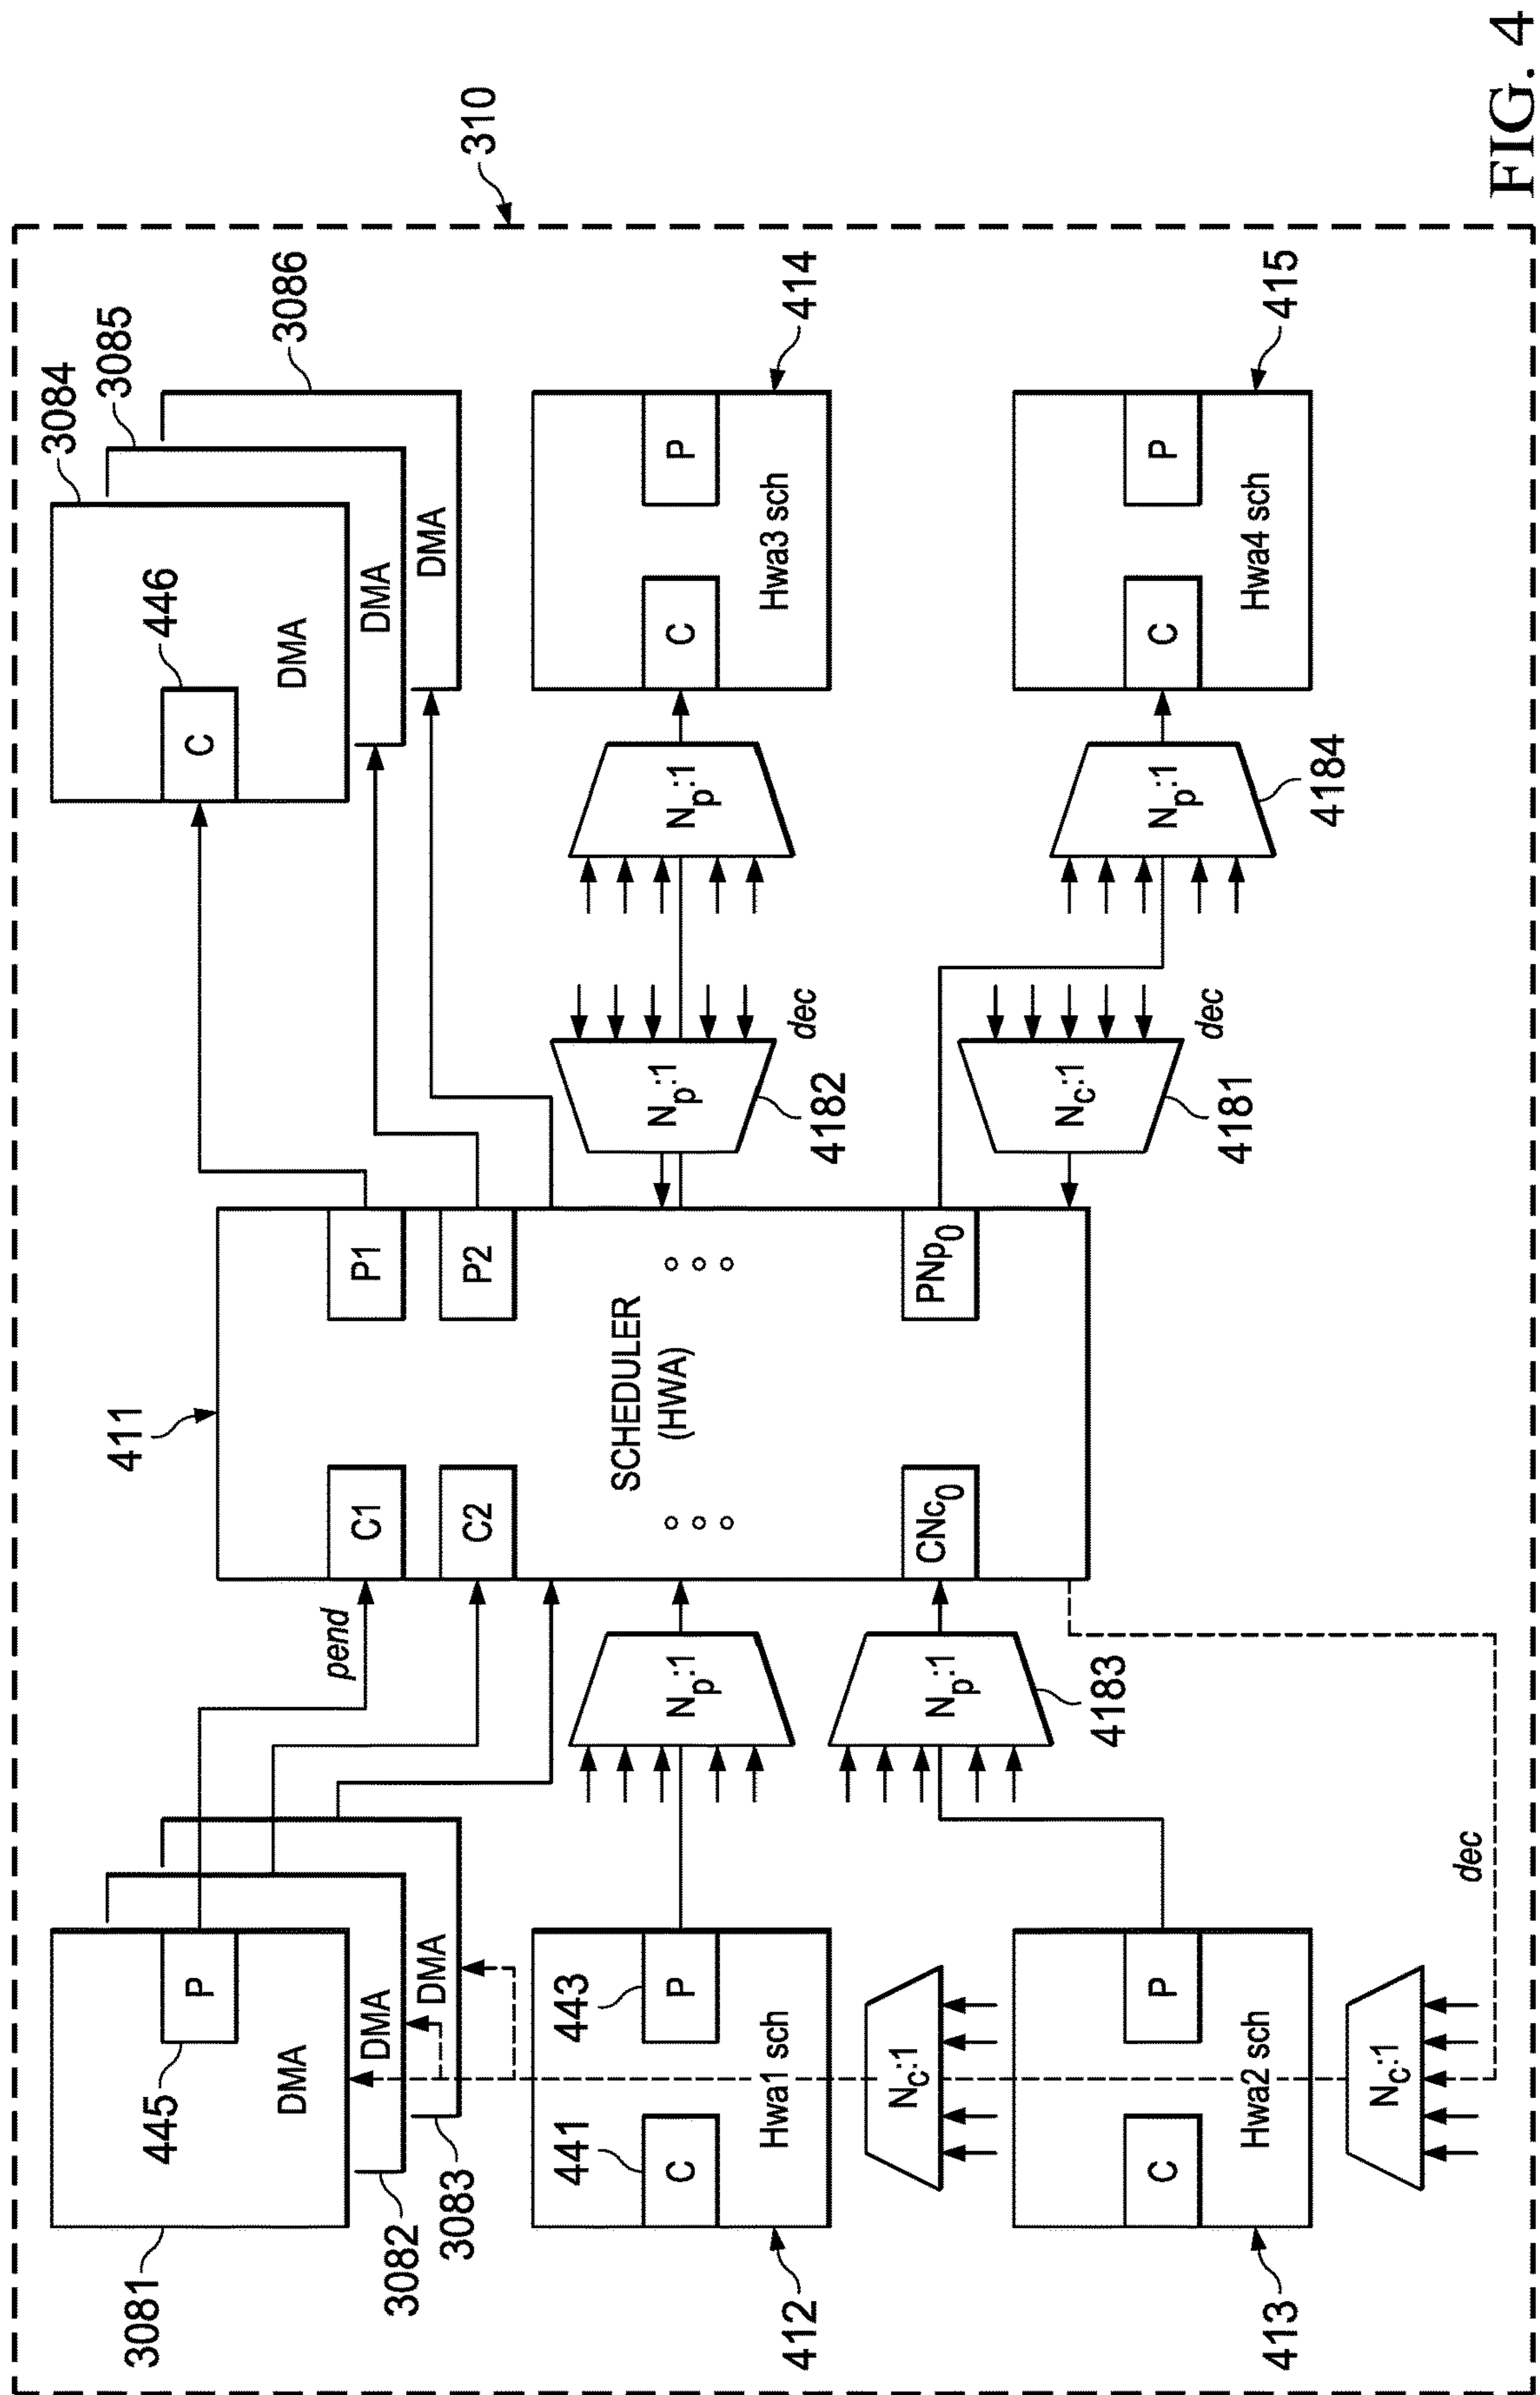 310
3081
445
P
DMA
3082
DMA
3083
DMA
pend
411
C1
P1
C2
P2
SCHEDULER
(HWA)
CNc0
PNp0
3084
3085
3086
446
C
DMA
DMA
DMA
412
441
C
443
P
Hwa1 sch
Np:1
Np:1
4182
dec
Np:1
C
P
Hwa3 sch
414
Nc:1
Np:1
4183
Nc:1
4181
dec
Np:1
4184
413
C
P
Hwa2 sch
C
P
Hwa4 sch
415
Nc:1
dec
FIG. 4